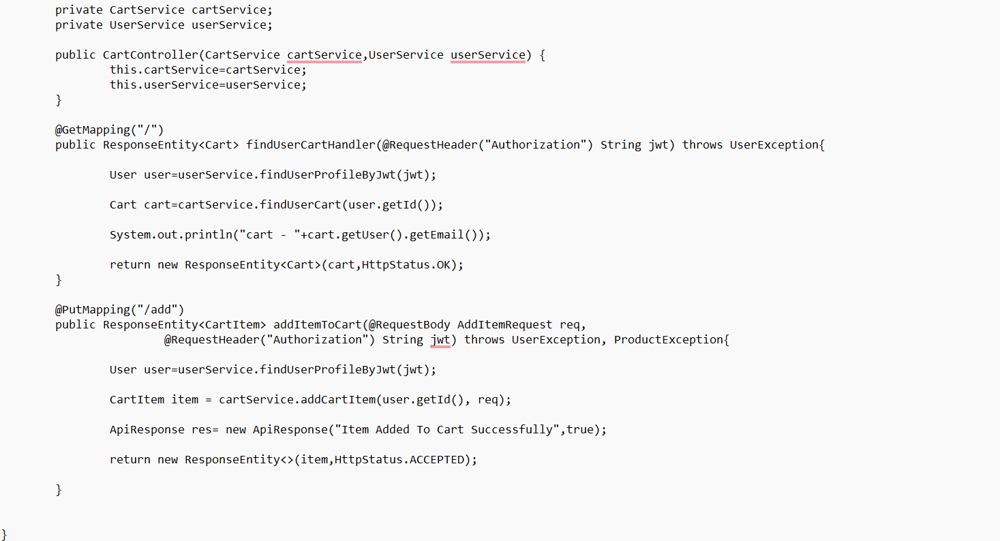 private CartService cartService;
private UserService userService;
public CartController(CartService cartService,UserService userService) {
this.cartService=cartService;
this.userService=userService;
}
@GetMapping("/")
public ResponseEntity<Cart> findUserCartHandler(@RequestHeader("Authorization") String jwt) throws UserException{
User user=userService.findUserProfileByJwt(jwt);
Cart cart=cartService.findUserCart(user.getId());
System.out.println("cart - "+cart.getUser().getEmail());
return new ResponseEntity<Cart>(cart,HttpStatus.OK);
}
@PutMapping("/add")
public ResponseEntity<CartItem> addItemToCart(@RequestBody AddItemRequest req,
@RequestHeader("Authorization") String jwt) throws UserException, ProductException{
User user=userService.findUserProfileByJwt(jwt);
CartItem item = cartService.addCartItem(user.getId(), req);
ApiResponse res= new ApiResponse("Item Added To Cart Successfully",true);
return new ResponseEntity<>(item,HttpStatus.ACCEPTED);
}
}